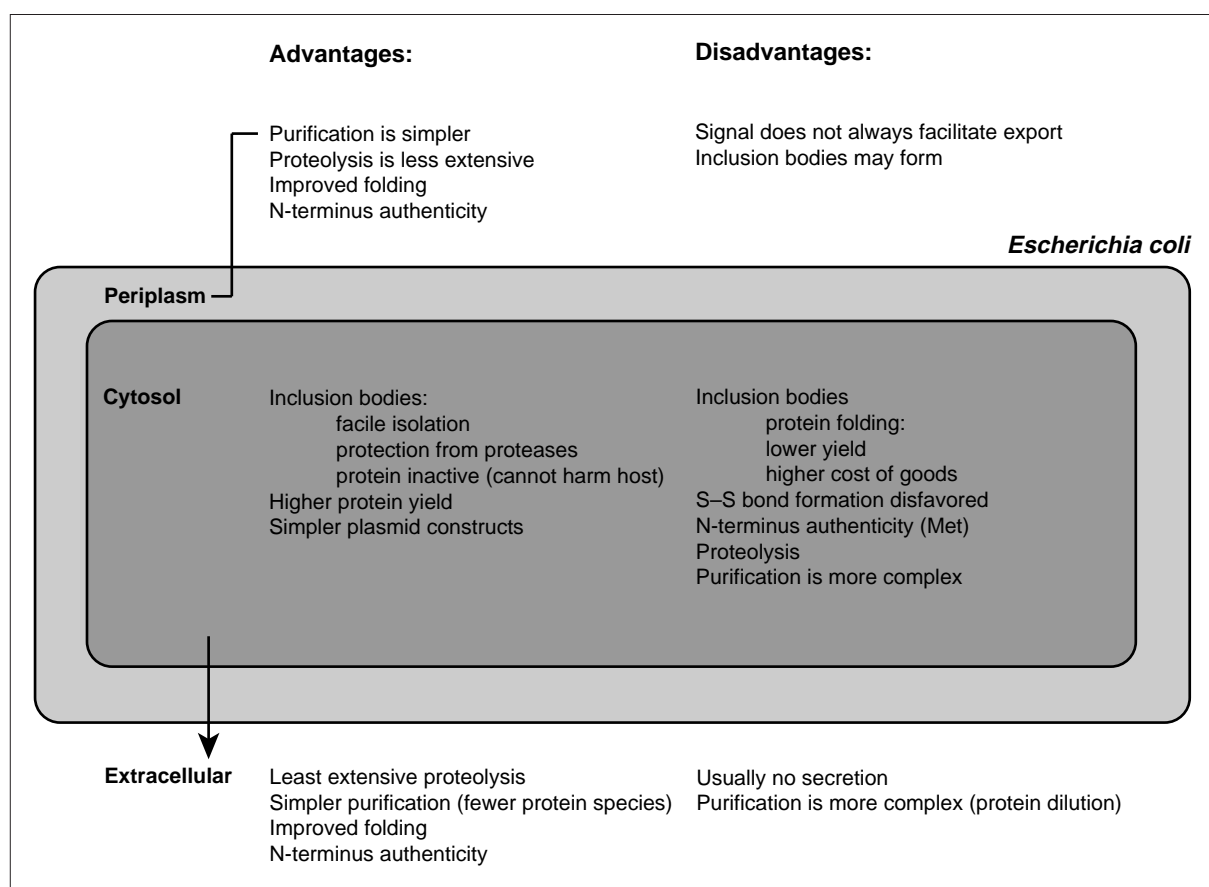 Advantages:
Disadvantages:
Purification is simpler
Proteolysis is less extensive
Improved folding
N-terminus authenticity
Signal does not always facilitate export
Inclusion bodies may form
Escherichia coli
Periplasm
Cytosol
Inclusion bodies:
facile isolation
protection from proteases
protein inactive (cannot harm host)
Higher protein yield
Simpler plasmid constructs
Inclusion bodies
protein folding:
lower yield
higher cost of goods
S–S bond formation disfavored
N-terminus authenticity (Met)
Proteolysis
Purification is more complex
Extracellular
Least extensive proteolysis
Simpler purification (fewer protein species)
Improved folding
N-terminus authenticity
Usually no secretion
Purification is more complex (protein dilution)